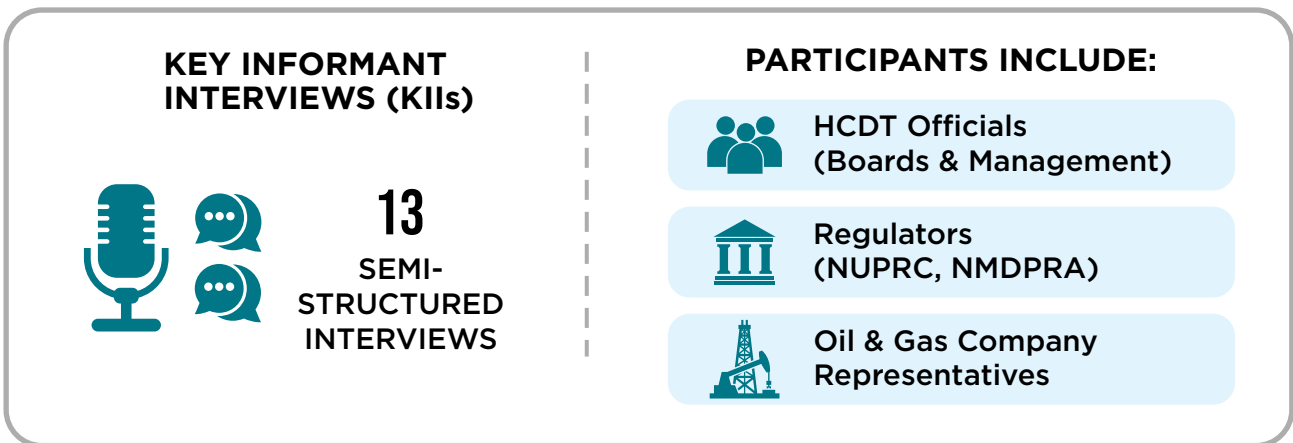 KEY INFORMANT
INTERVIEWS (KIIs)
13
SEMI-
STRUCTURED
INTERVIEWS
PARTICIPANTS INCLUDE:
HCDT Officials
(Boards & Management)
Regulators
(NUPRC, NMDPRA)
Oil & Gas Company
Representatives